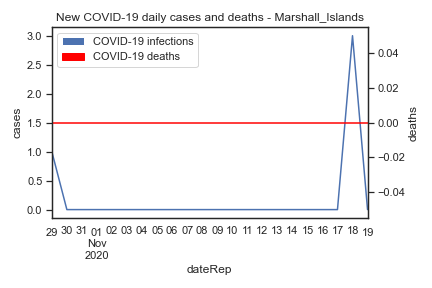 New COVID-19 daily cases and deaths - Marshall_Islands
COVID-19 infections
COVID-19 deaths
3.0
2.5
2.0
1.5
1.0
0.5
0.0
cases
0.04
0.02
0.00
−0.02
−0.04
deaths
29 30 31 01 02 03 04 05 06 07 08 09 10 11 12 13 14 15 16 17 18 19
Nov
2020
dateRep